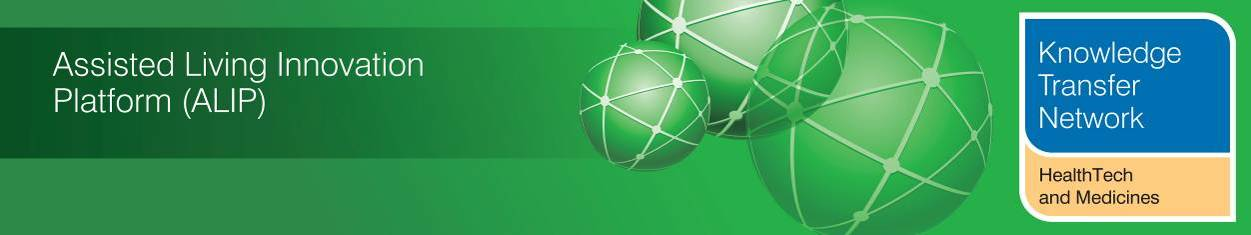 Assisted Living Innovation
Platform (ALIP)
Knowledge
Transfer
Network
HealthTech
and Medicines